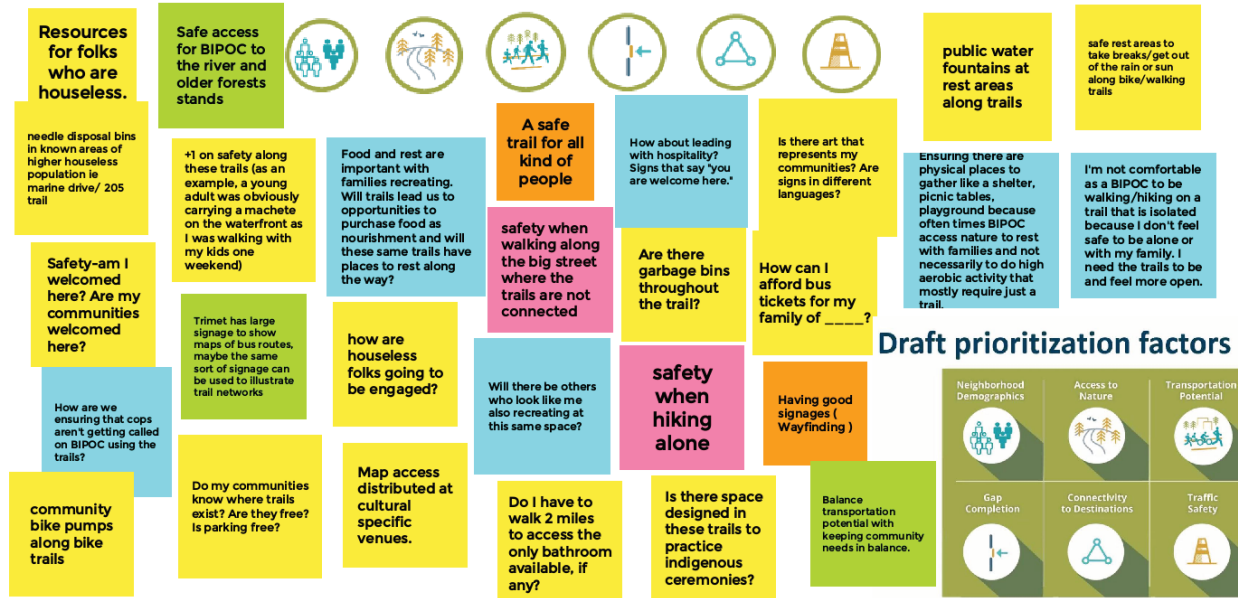 Resources
for folks
who are
houseless.
Safe access
for BIPOC to
the river and
older forests
stands
public water
fountains at
rest areas
along trails
safe rest areas to
take breaks/get out
of the rain or sun
along bike/walking
trails
needle disposal bins
in known areas of
higher houseless
population ie
marine drive/ 205
trail
+1 on safety along
these trails (as an
example, a young
adult was obviously
carrying a machete
on the waterfront as
I was walking with
my kids one
weekend)
Food and rest are
important with
families recreating.
Will trails lead us to
opportunities to
purchase food as
nourishment and will
these same trails have
places to rest along
the way?
A safe
trail for all
kind of
people
How about leading
with hospitality?
Signs that say "you
are welcome here."
Is there art that
represents my
communities? Are
signs in different
languages?
Ensuring there are
physical places to
gather like a shelter,
picnic tables,
playground because
often times BIPOC
access nature to rest
with families and not
necessarily to do high
aerobic activity that
mostly require just a
trail.
I'm not comfortable
as a BIPOC to be
walking/hiking on a
trail that is isolated
because I don't feel
safe to be alone or
with my family. I
need the trails to be
and feel more open.
Safety-am I
welcomed
here? Are my
communities
welcomed
here?
Trimet has large
signage to show
maps of bus routes,
maybe the same
sort of signage can
be used to illustrate
trail networks
how are
houseless
folks going to
be engaged?
safety when
walking along
the big street
where the
trails are not
connected
Are there
garbage bins
throughout
the trail?
How can I
afford bus
tickets for my
family of ____?
Draft prioritization factors
How are we
ensuring that cops
aren't getting called
on BIPOC using the
trails?
Will there be others
who look like me
also recreating at
this same space?
safety
when
hiking
alone
Having good
signages (
Wayfinding )
Neighborhood
Demographics
Access to
Nature
Transportation
Potential
community
bike pumps
along bike
trails
Do my communities
know where trails
exist? Are they free?
Is parking free?
Map access
distributed at
cultural
specific
venues.
Do I have to
walk 2 miles
to access the
only bathroom
available, if
any?
Is there space
designed in
these trails to
practice
indigenous
ceremonies?
Balance
transportation
potential with
keeping community
needs in balance.
Gap
Completion
Connectivity
to Destinations
Traffic
Safety